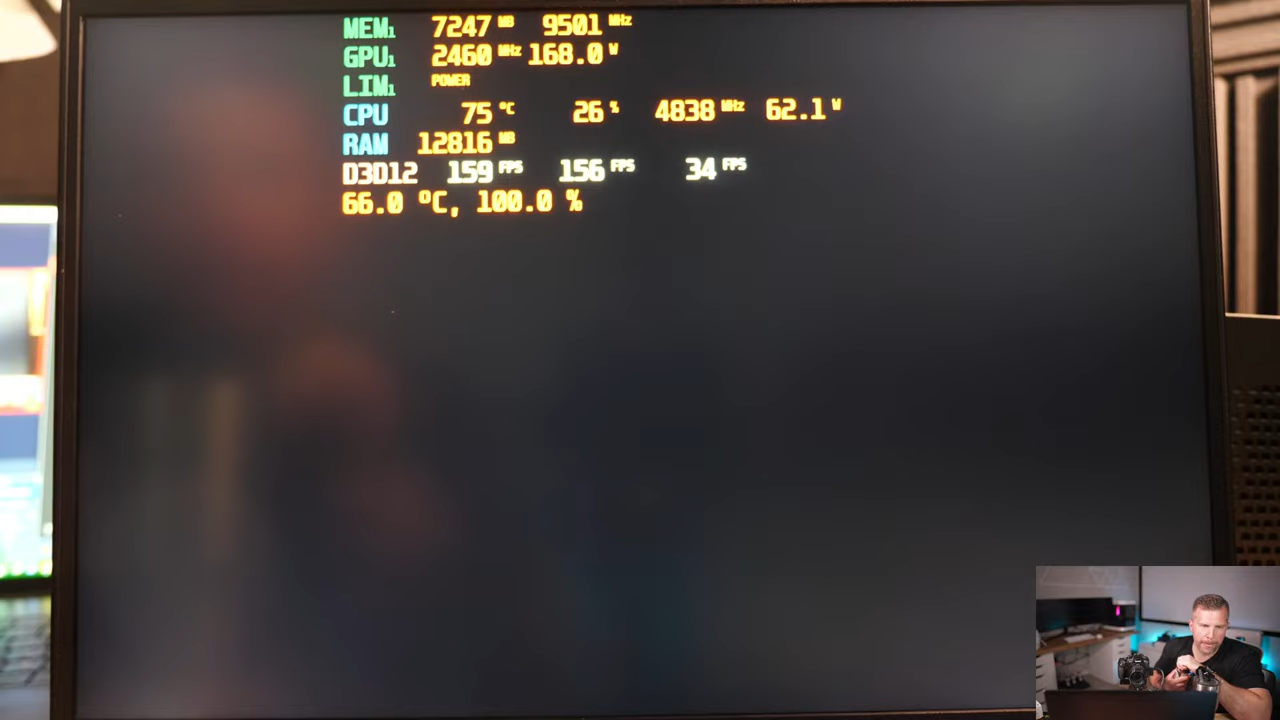 MEM1 7247 MB 9501 MHz
GPU1 2460 MHz 168.0 W
LIM1 POWER
CPU 75 °C 26 % 4838 MHz 62.1 W
RAM 12816 MB
D3D12 159 FPS 156 FPS 34 FPS
66.0 ºC, 100.0 %